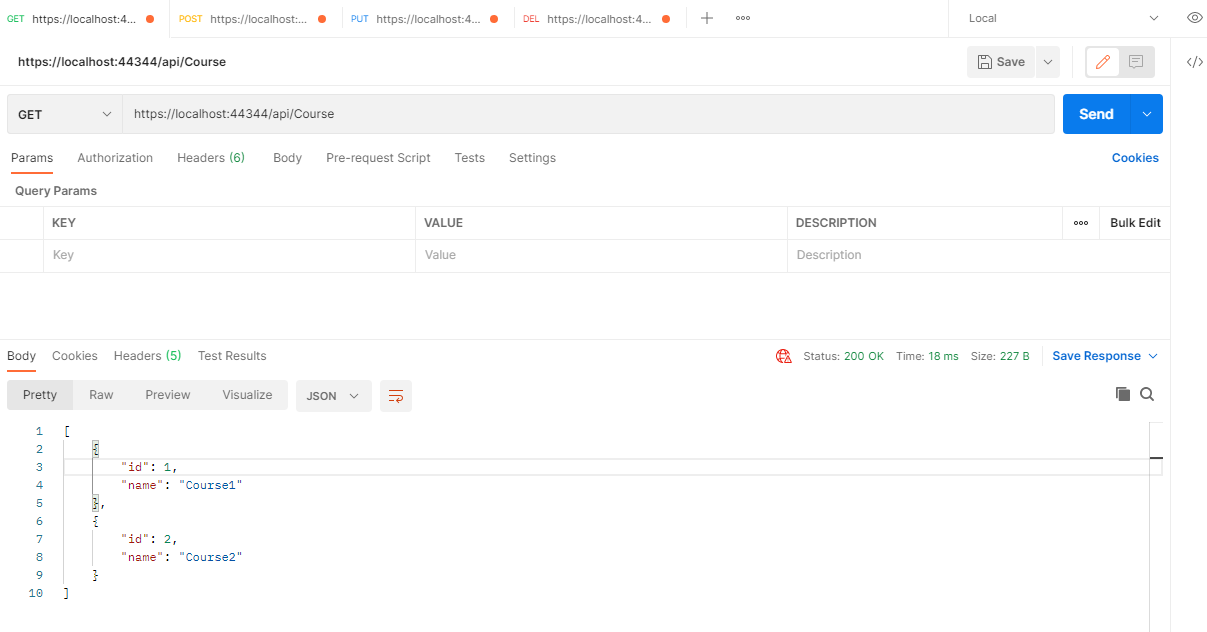 GET https://localhost:4... POST https://localhost:... PUT https://localhost:4... DEL https://localhost:4... Local
https://localhost:44344/api/Course Save
GET https://localhost:44344/api/Course Send
Params Authorization Headers (6) Body Pre-request Script Tests Settings Cookies
Query Params
KEY VALUE DESCRIPTION Bulk Edit
Key Value Description
Body Cookies Headers (5) Test Results Status: 200 OK Time: 18 ms Size: 227 B Save Response
Pretty Raw Preview Visualize JSON
1 [
2 {
3 "id": 1,
4 "name": "Course1"
5 },
6 {
7 "id": 2,
8 "name": "Course2"
9 }
10 ]